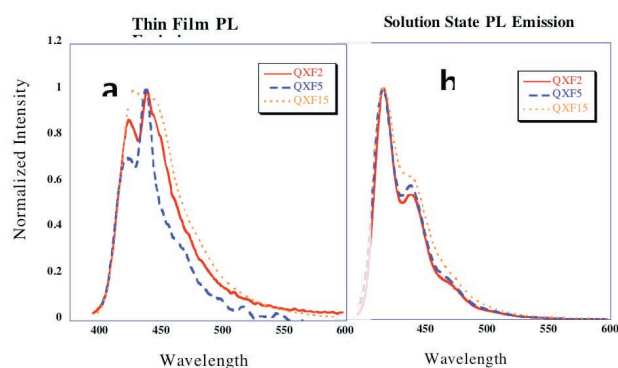 Thin Film PL
Emission
Solution State PL Emission
1.2
1
0.8
0.6
0.4
0.2
0
Normalized Intensity
a
QXF2
QXF5
QXF15
400
450
500
550
600
Wavelength
b
QXF2
QXF5
QXF15
450
500
550
600
Wavelength